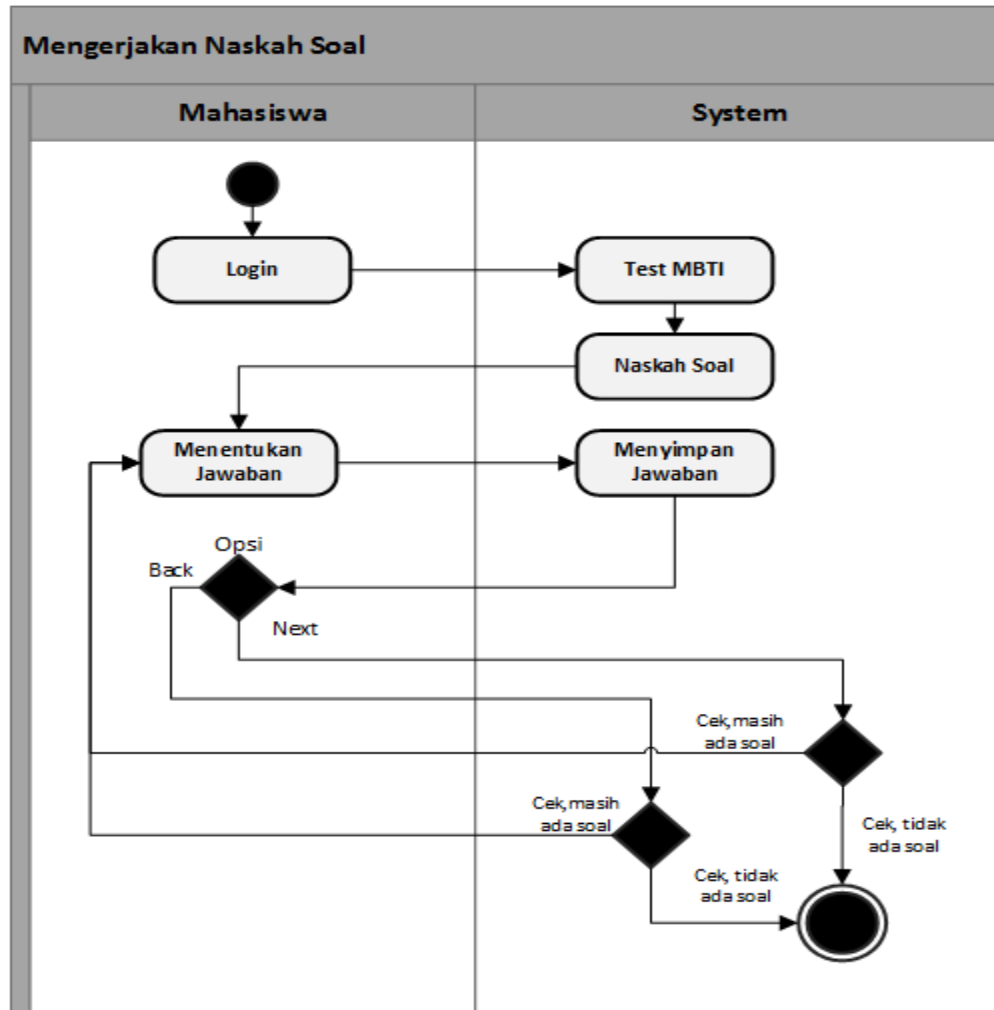 Mengerjakan Naskah Soal
Mahasiswa
System
Login
Test MBTI
Naskah Soal
Menentukan
Jawaban
Menyimpan
Jawaban
Opsi
Back
Next
Cek,masih
ada soal
Cek,masih
ada soal
Cek, tidak
ada soal
Cek, tidak
ada soal